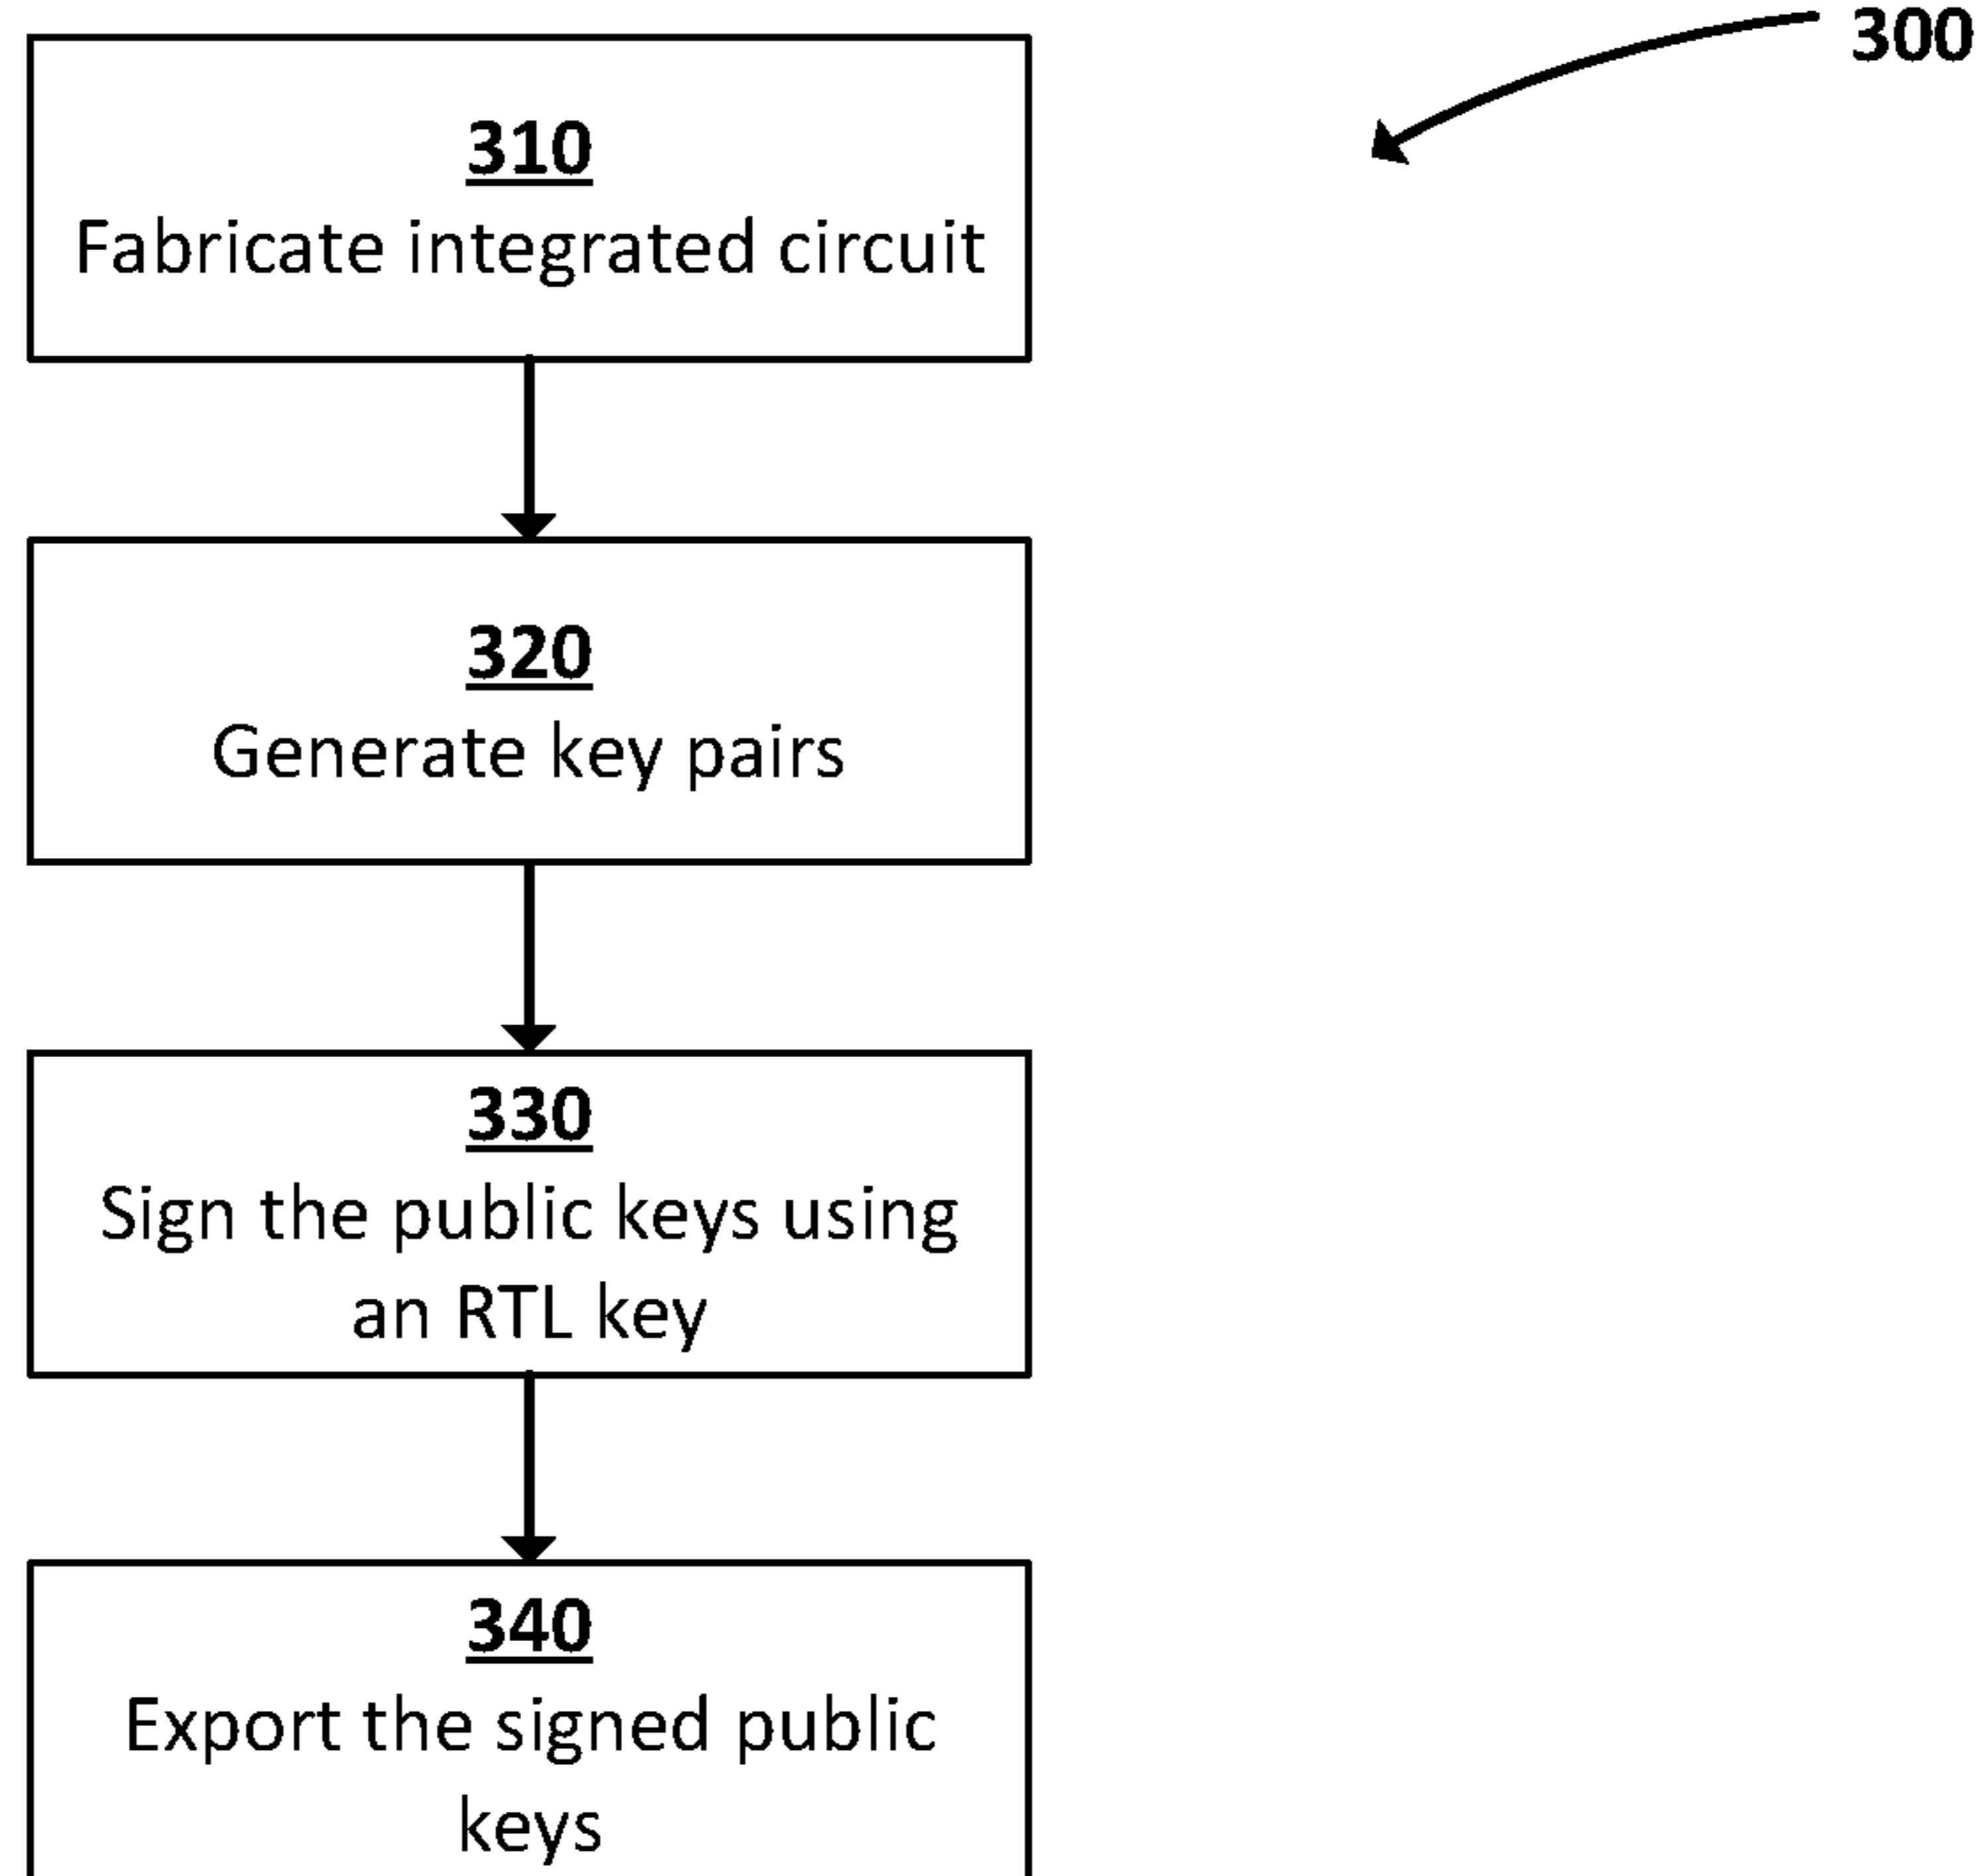 300
310
Fabricate integrated circuit
320
Generate key pairs
330
Sign the public keys using
an RTL key
340
Export the signed public
keys